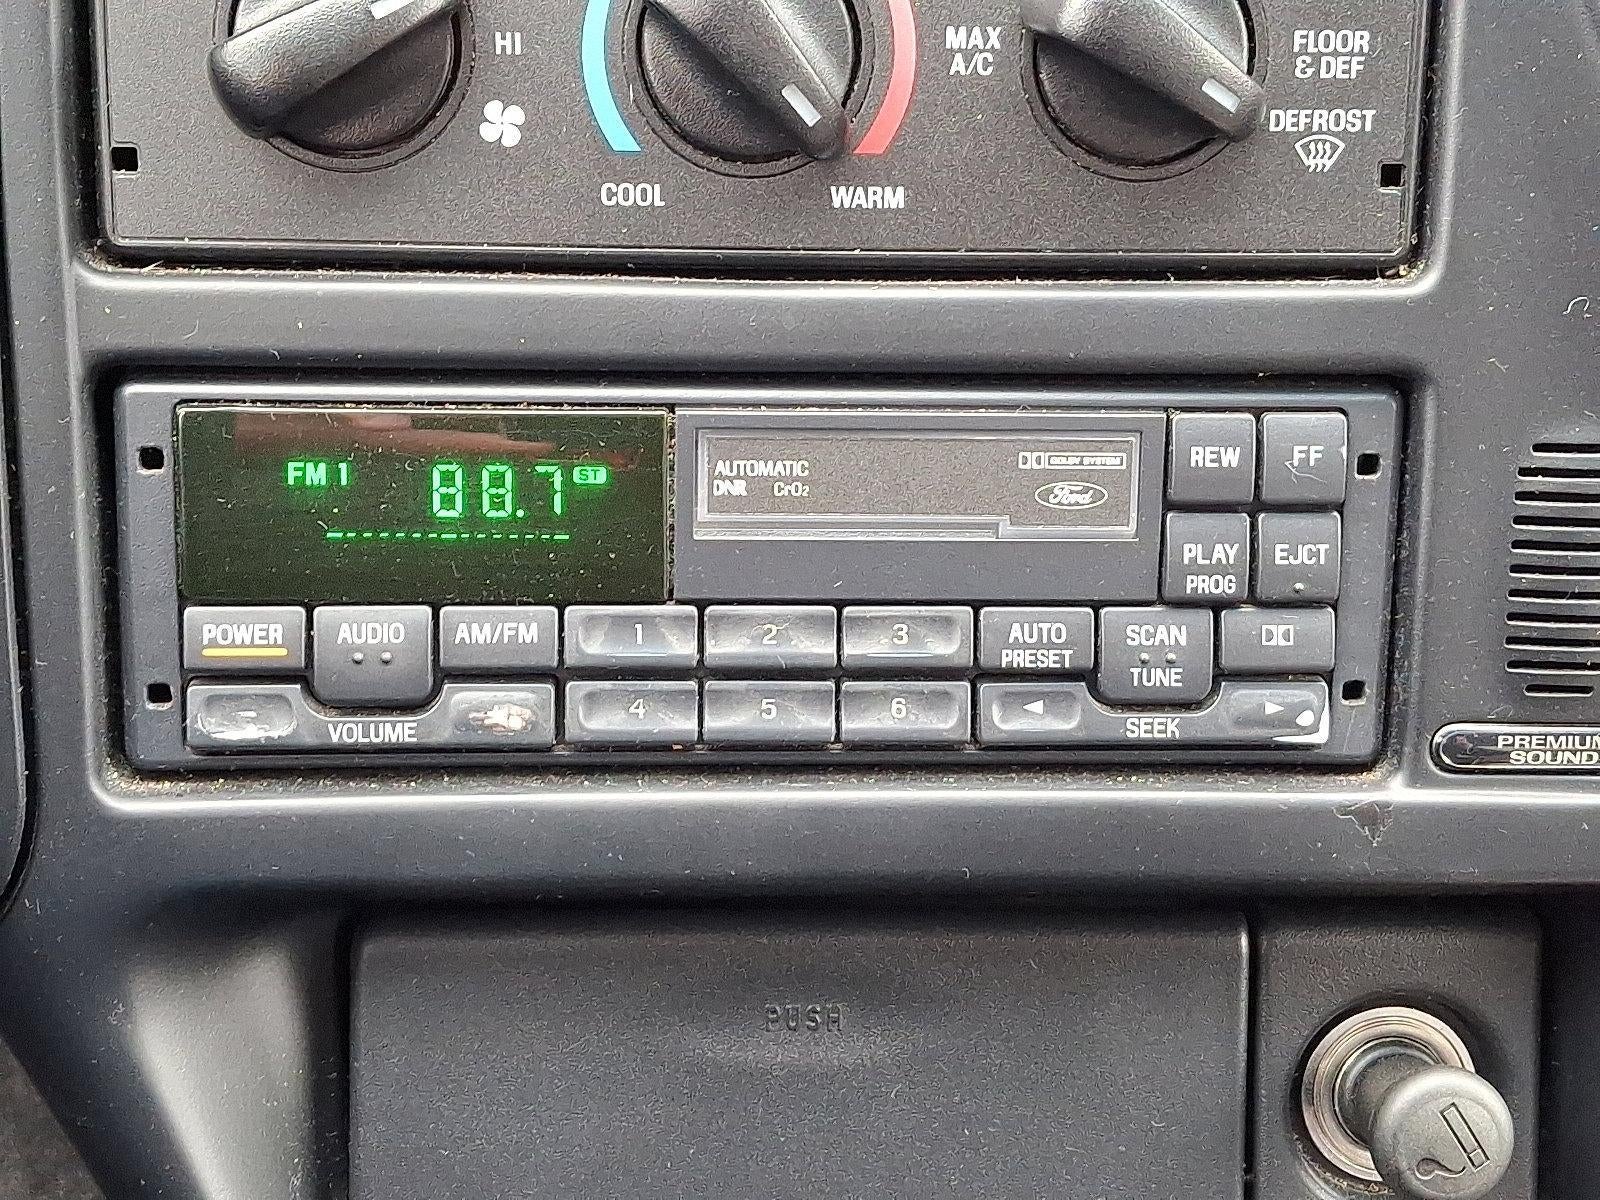 HI
MAX
A/C
FLOOR
& DEF
DEFROST
COOL
WARM
FM 1 88.7 ST
AUTOMATIC
DNR CrO2
DOLBY SYSTEM
Ford
REW
FF
PLAY
PROG
EJCT
POWER
AUDIO
AM/FM
1
2
3
AUTO
PRESET
SCAN
TUNE
VOLUME
4
5
6
SEEK
PREMIUM
SOUND
PUSH